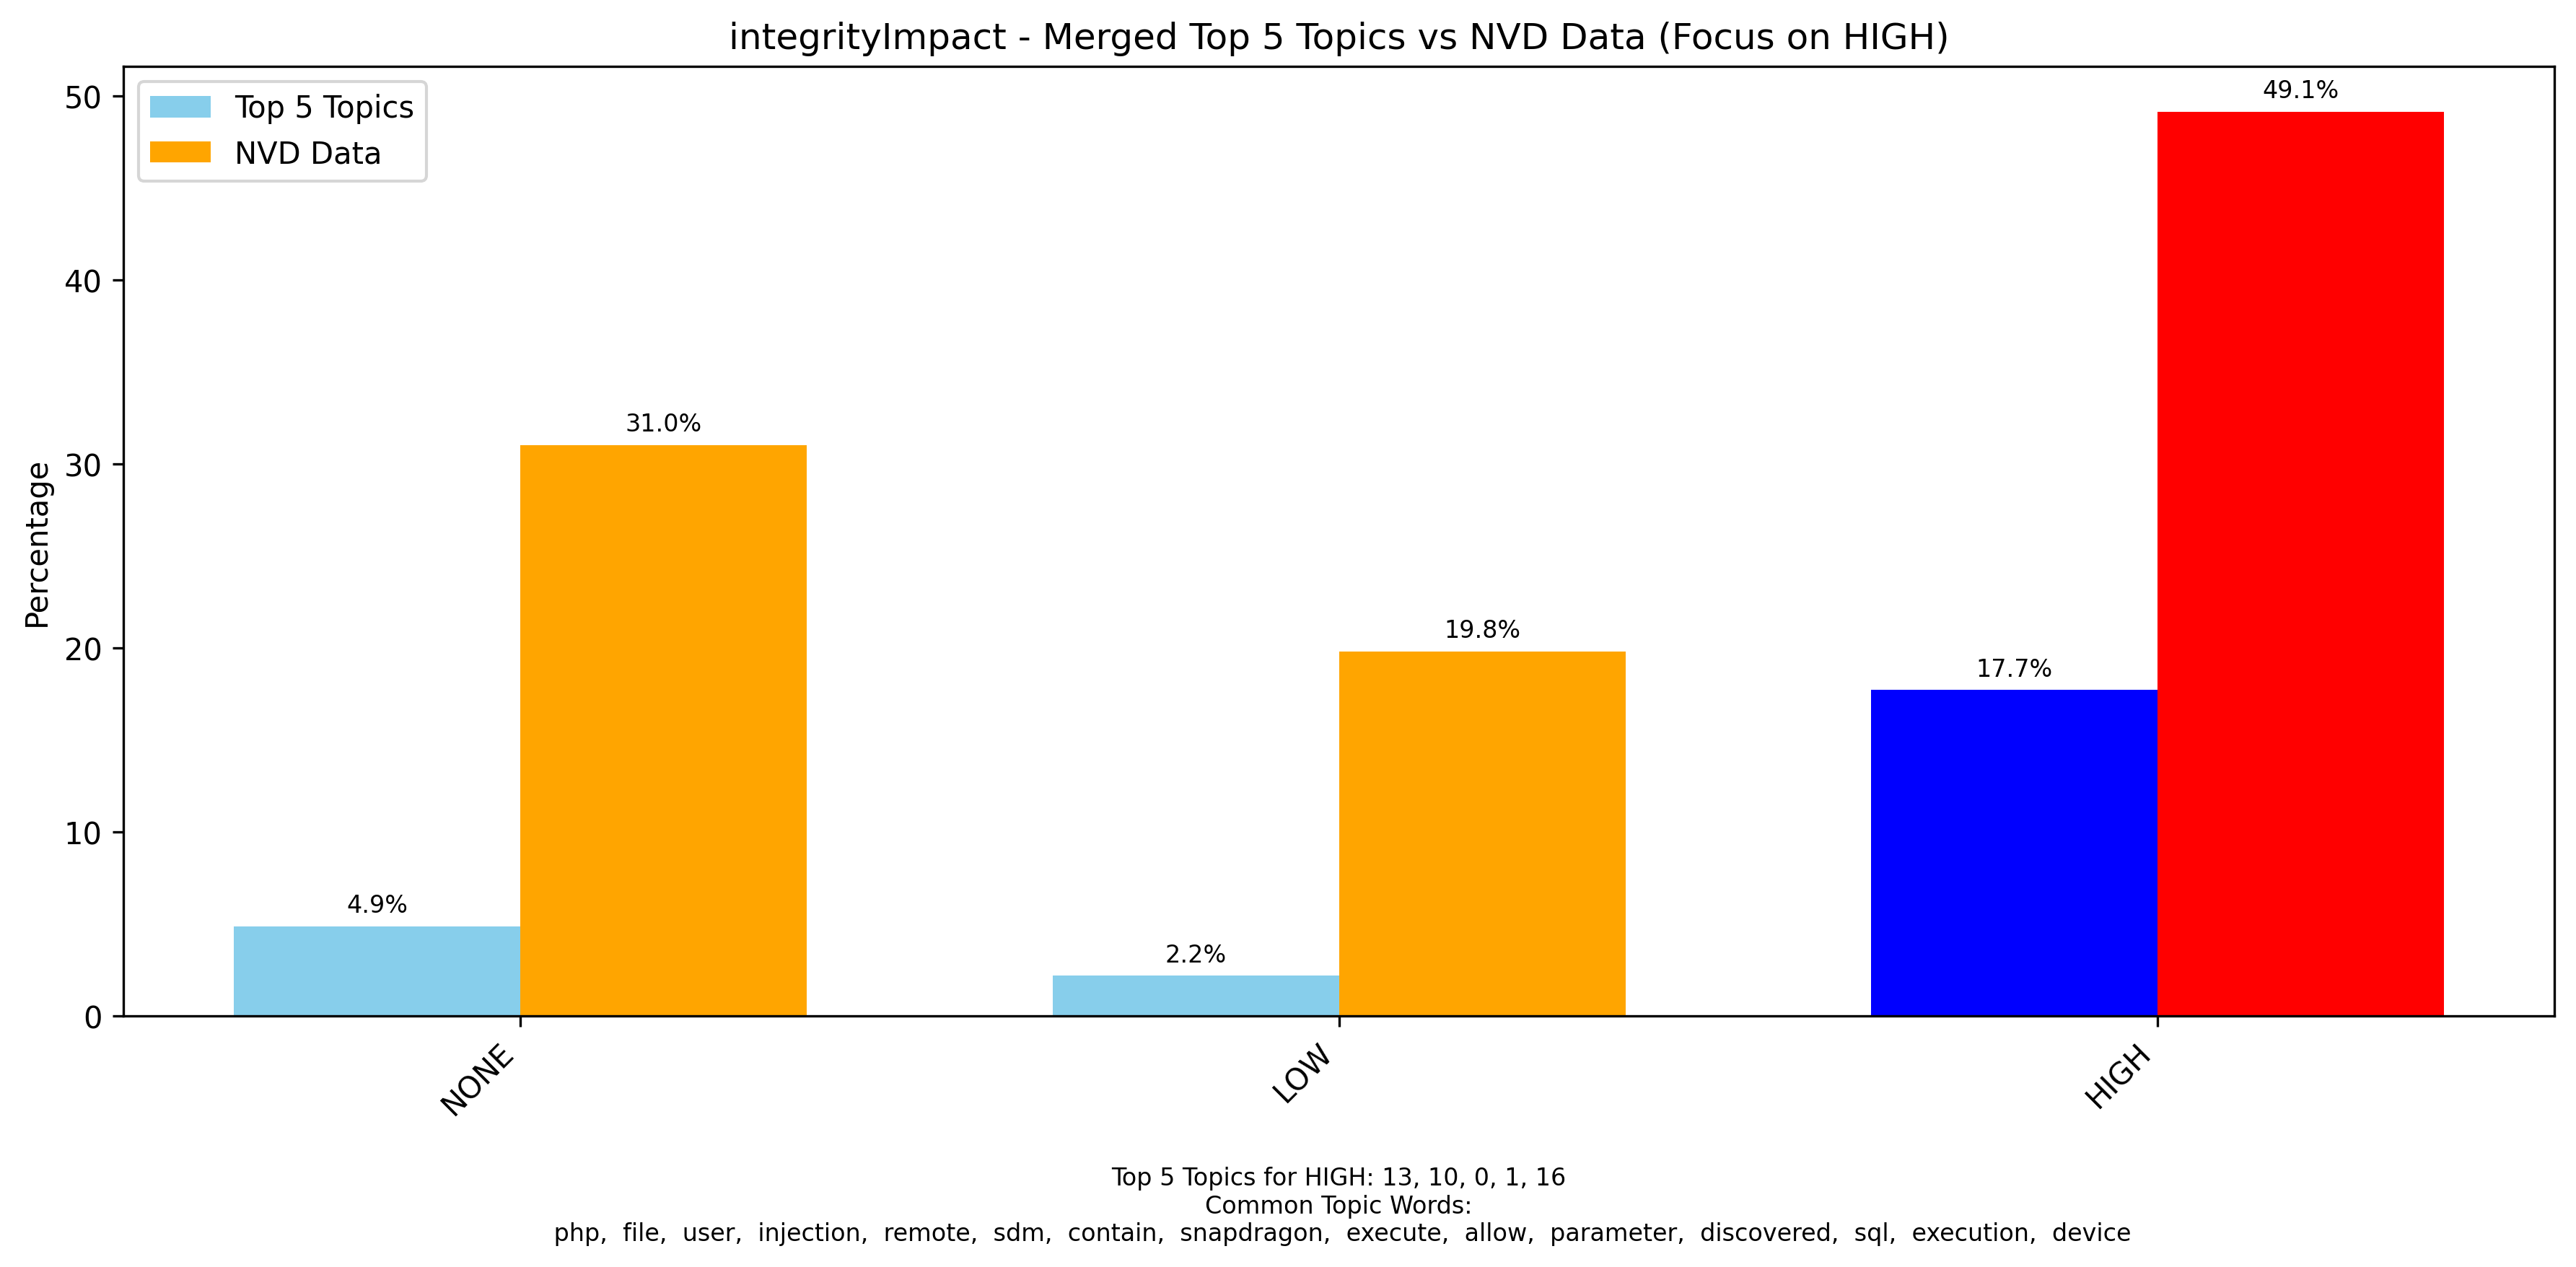 integrityImpact - Merged Top 5 Topics vs NVD Data (Focus on HIGH)
Top 5 Topics
NVD Data
Percentage
50
40
30
20
10
0
4.9%
31.0%
2.2%
19.8%
17.7%
49.1%
NONE
LOW
HIGH
Top 5 Topics for HIGH: 13, 10, 0, 1, 16
Common Topic Words:
php, file, user, injection, remote, sdm, contain, snapdragon, execute, allow, parameter, discovered, sql, execution, device